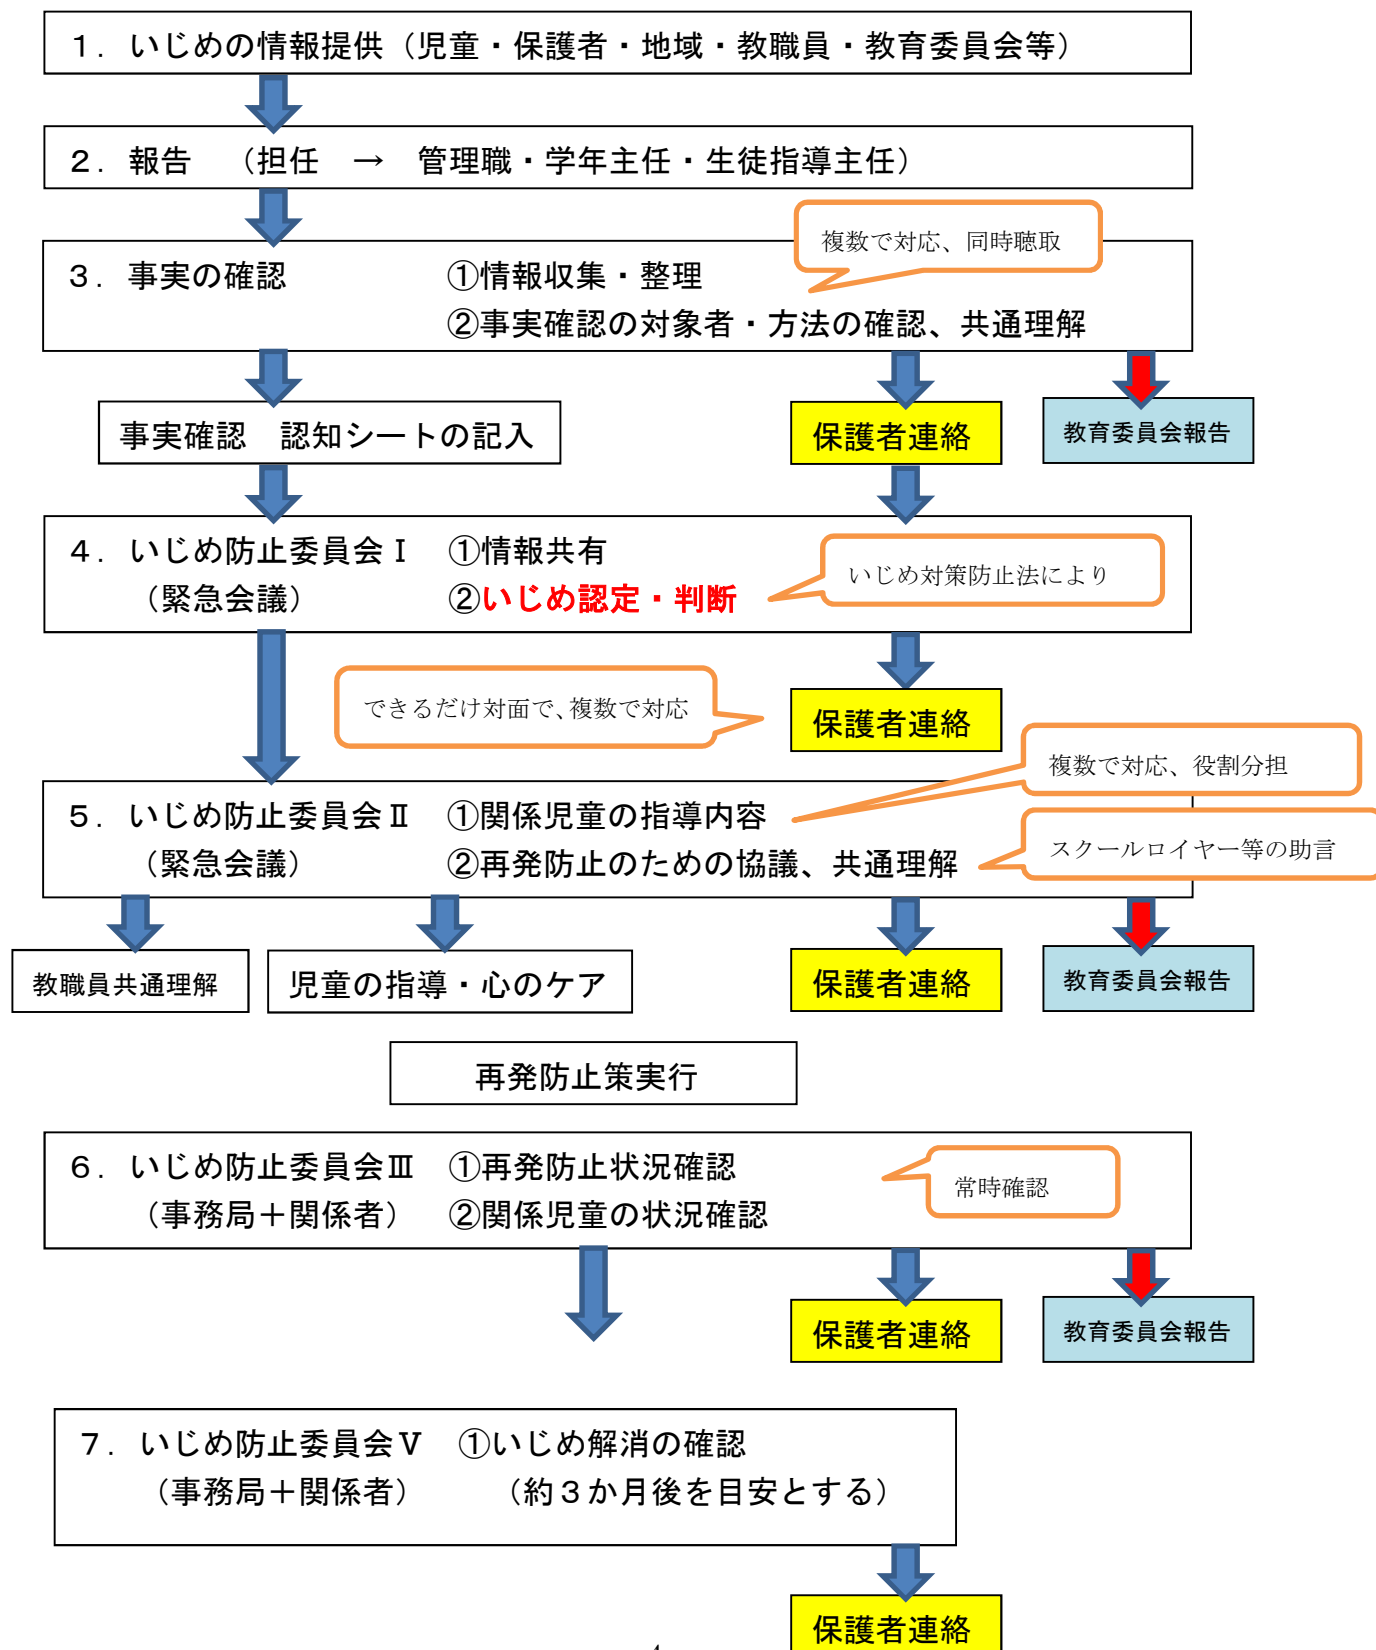 １．いじめの情報提供（児童・保護者・地域・教職員・教育委員会等）
２．報告　（担任　→　管理職・学年主任・生徒指導主任）
複数で対応、同時聴取
３．事実の確認　①情報収集・整理
②事実確認の対象者・方法の確認、共通理解
事実確認　認知シートの記入
保護者連絡
教育委員会報告
４．いじめ防止委員会Ⅰ　①情報共有
（緊急会議）　②いじめ認定・判断
いじめ対策防止法により
できるだけ対面で、複数で対応
保護者連絡
複数で対応、役割分担
５．いじめ防止委員会Ⅱ　①関係児童の指導内容
（緊急会議）　②再発防止のための協議、共通理解
スクールロイヤー等の助言
教職員共通理解
児童の指導・心のケア
保護者連絡
教育委員会報告
再発防止策実行
６．いじめ防止委員会Ⅲ　①再発防止状況確認
（事務局＋関係者）　②関係児童の状況確認
常時確認
保護者連絡
教育委員会報告
７．いじめ防止委員会Ⅴ　①いじめ解消の確認
（事務局＋関係者）　（約３か月後を目安とする）
保護者連絡